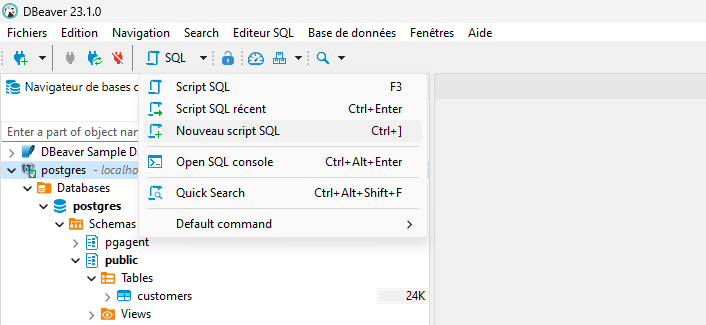 DBeaver 23.1.0
Fichiers Edition Navigation Search Editeur SQL Base de données Fenêtres Aide
SQL
Navigateur de bases
Enter a part of object
DBeaver Sample
postgres
Databases
postgres
Schemas
pgagent
public
Tables
customers 24K
Views
Script SQL F3
Script SQL récent Ctrl+Enter
Nouveau script SQL Ctrl+]
Open SQL console Ctrl+Alt+Enter
Quick Search Ctrl+Alt+Shift+F
Default command